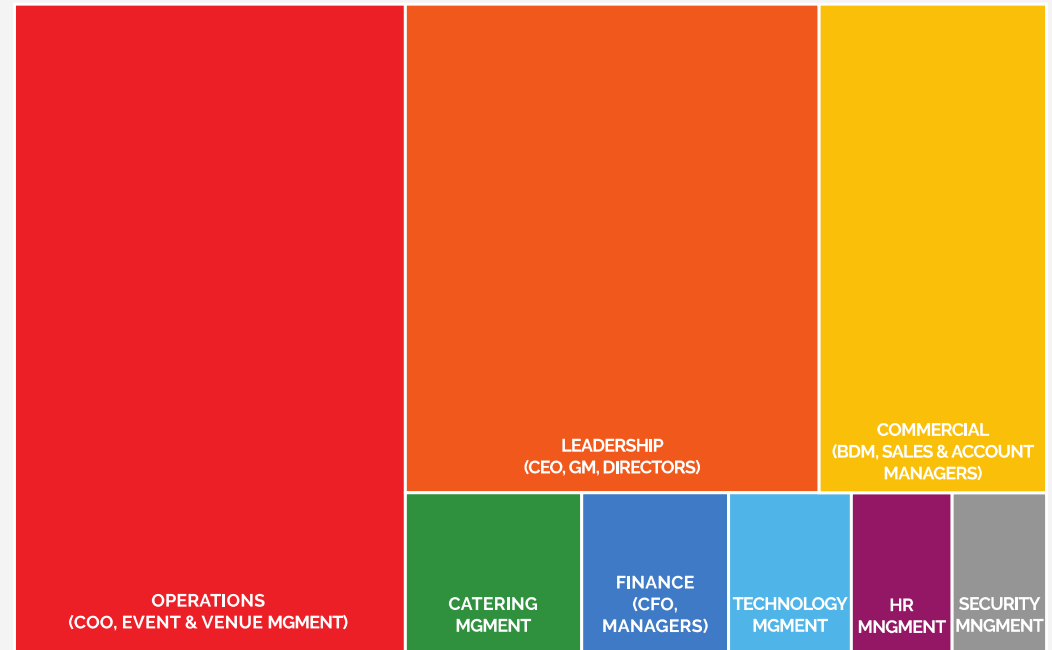 OPERATIONS
(COO, EVENT & VENUE MGMENT)
LEADERSHIP
(CEO, GM, DIRECTORS)
COMMERCIAL
(BDM, SALES & ACCOUNT
MANAGERS)
CATERING
MGMENT
FINANCE
(CFO,
MANAGERS)
TECHNOLOGY
MGMENT
HR
MNGMENT
SECURITY
MNGMENT